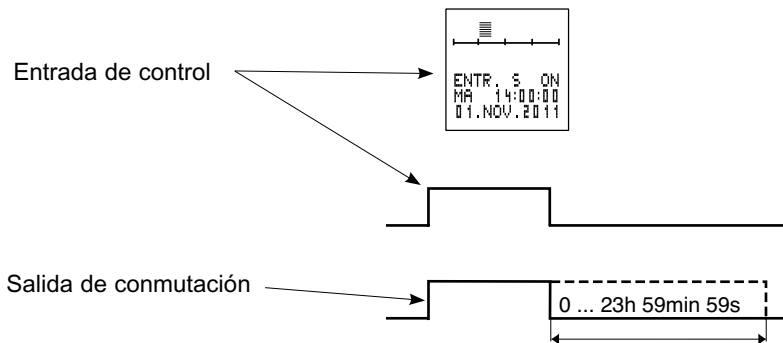 Entrada de control
ENTR. S ON
MA 14:00:00
01.NOV.2011
Salida de conmutación
0 ... 23h 59min 59s